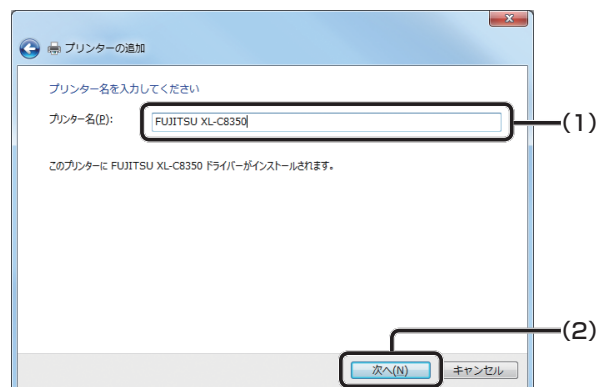 プリンターの追加
プリンター名を入力してください
プリンター名(P):
FUJITSU XL-C8350
(1)
このプリンターに FUJITSU XL-C8350 ドライバーがインストールされます。
(2)
次へ(N)
キャンセル